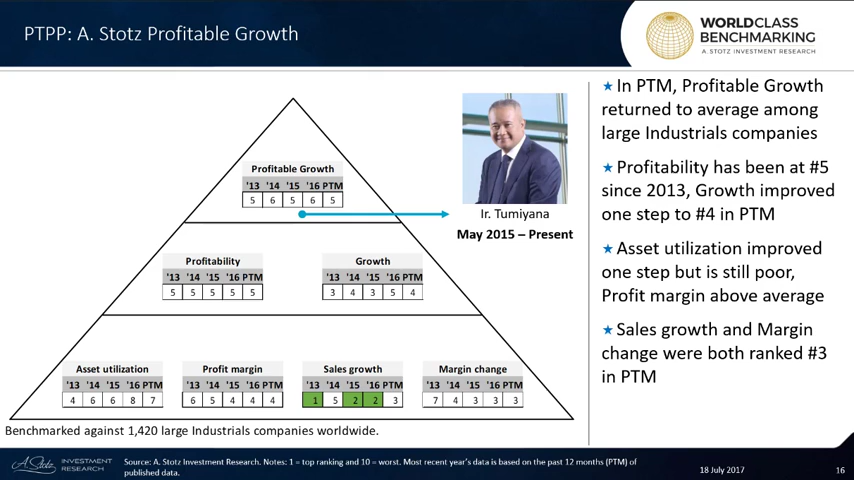 PTPP: A. Stotz Profitable Growth
WORLDCLASS
BENCHMARKING
A. STOTZ INVESTMENT RESEARCH
Profitable Growth
'13 '14 '15 '16 PTM
5 6 5 6 5
Ir. Tumiyana
May 2015 – Present
Profitability
'13 '14 '15 '16 PTM
5 5 5 5 5
Growth
'13 '14 '15 '16 PTM
3 4 3 5 4
Asset utilization
'13 '14 '15 '16 PTM
4 6 6 8 7
Profit margin
'13 '14 '15 '16 PTM
6 5 4 4 4
Sales growth
'13 '14 '15 '16 PTM
1 5 2 2 3
Margin change
'13 '14 '15 '16 PTM
7 4 3 3 3
Benchmarked against 1,420 large Industrials companies worldwide.
★ In PTM, Profitable Growth
returned to average among
large Industrials companies
★ Profitability has been at #5
since 2013, Growth improved
one step to #4 in PTM
★ Asset utilization improved
one step but is still poor,
Profit margin above average
★ Sales growth and Margin
change were both ranked #3
in PTM
A. Stotz INVESTMENT
RESEARCH
Source: A. Stotz Investment Research. Notes: 1 = top ranking and 10 = worst. Most recent year's data is based on the past 12 months (PTM) of
published data.
18 July 2017
16